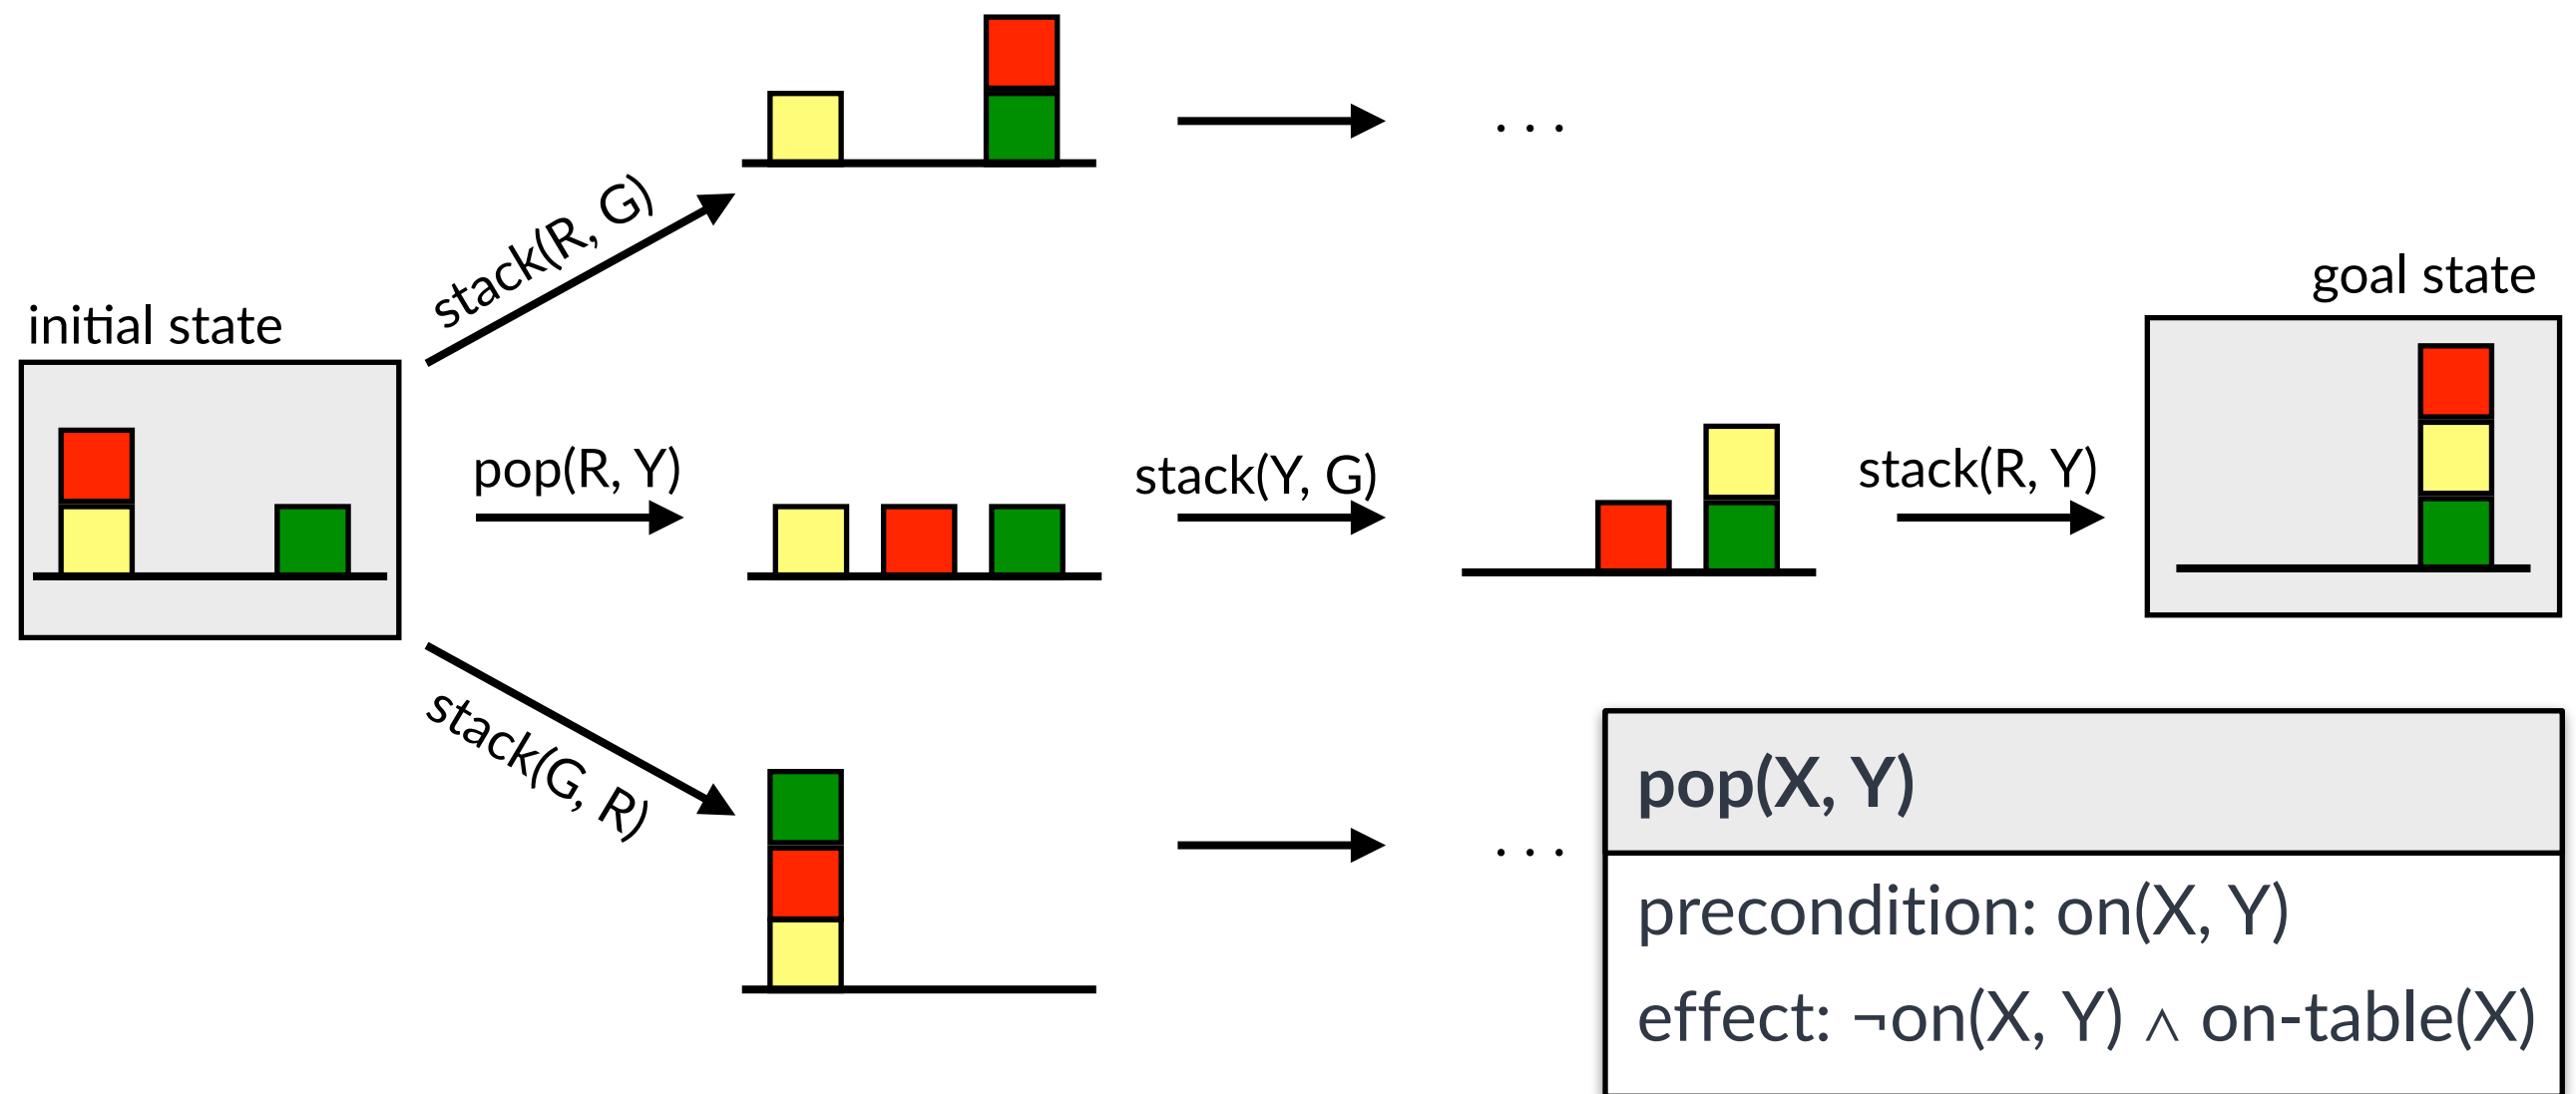 stack(R, G)
. . .
initial state
goal state
pop(R, Y)
stack(Y, G)
stack(R, Y)
stack(G, R)
. . .
pop(X, Y)
precondition: on(X, Y)
effect: ¬on(X, Y) ∧ on-table(X)